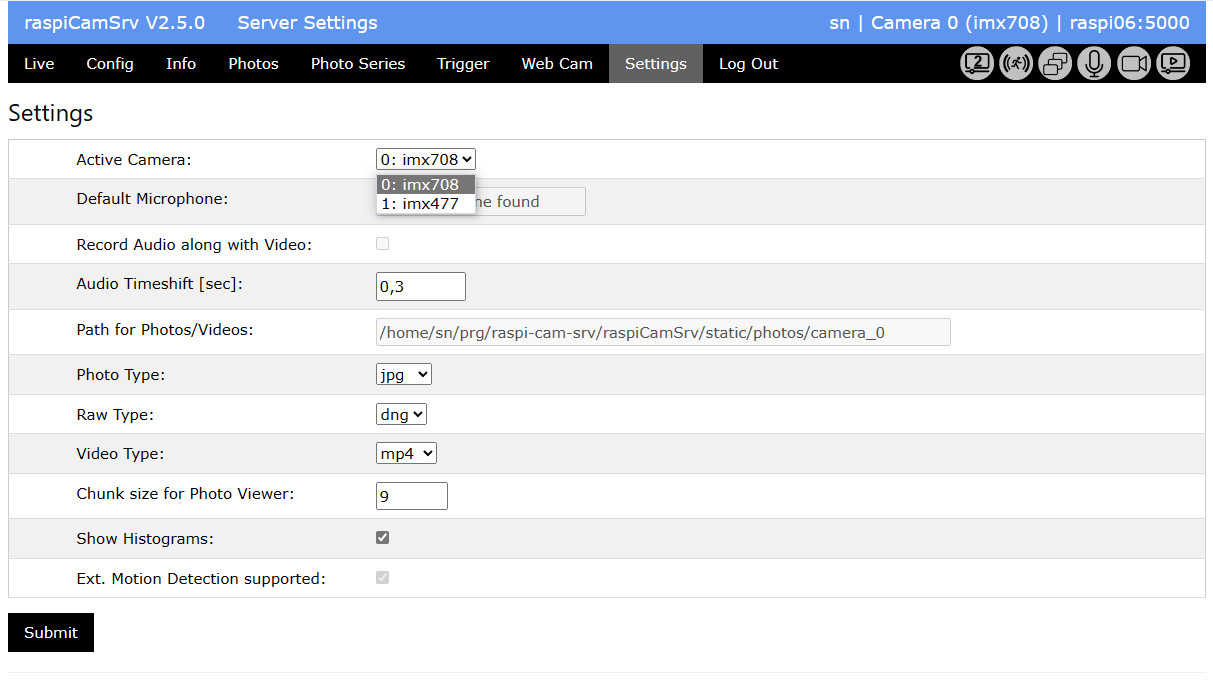 raspiCamSrv V2.5.0 Server Settings sn | Camera 0 (imx708) | raspi06:5000
Live Config Info Photos Photo Series Trigger Web Cam Settings Log Out 2
Settings
Active Camera: 0: imx708
0: imx708
Default Microphone: found
1: imx477
Record Audio along with Video:
Audio Timeshift [sec]: 0,3
Path for Photos/Videos: /home/sn/prg/raspi-cam-srv/raspiCamSrv/static/photos/camera_0
Photo Type: jpg
Raw Type: dng
Video Type: mp4
Chunk size for Photo Viewer: 9
Show Histograms:
Ext. Motion Detection supported:
Submit